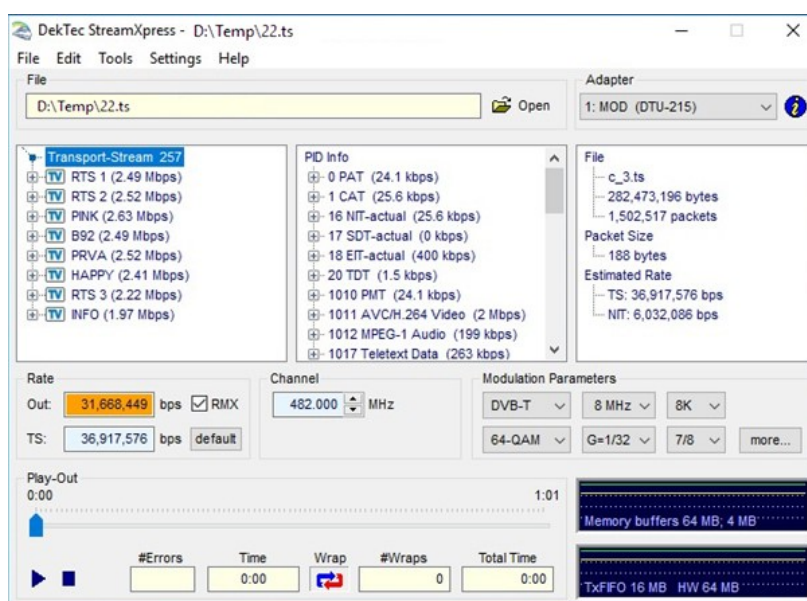 DekTec StreamXpress - D:\Temp\22.ts
File Edit Tools Settings Help
File
D:\Temp\22.ts
Open
Adapter
1: MOD (DTU-215)
Transport-Stream 257
TV RTS 1 (2.49 Mbps)
TV RTS 2 (2.52 Mbps)
TV PINK (2.63 Mbps)
TV B92 (2.49 Mbps)
TV PRVA (2.52 Mbps)
TV HAPPY (2.41 Mbps)
TV RTS 3 (2.22 Mbps)
TV INFO (1.97 Mbps)
PID Info
0 PAT (24.1 kbps)
1 CAT (25.6 kbps)
16 NIT-actual (25.6 kbps)
17 SDT-actual (0 kbps)
18 EIT-actual (400 kbps)
20 TDT (1.5 kbps)
1010 PMT (24.1 kbps)
1011 AVC/H.264 Video (2 Mbps)
1012 MPEG-1 Audio (199 kbps)
1017 Teletext Data (263 kbps)
File
c_3.ts
282,473,196 bytes
1,502,517 packets
Packet Size
188 bytes
Estimated Rate
TS: 36,917,576 bps
NIT: 6,032,086 bps
Rate
Out: 31,668,449 bps RMX
TS: 36,917,576 bps default
Channel
482.000 MHz
Modulation Parameters
DVB-T 8 MHz 8K
64-QAM G=1/32 7/8 more...
Play-Out
0:00 1:01
#Errors Time Wrap #Wraps Total Time
0:00 0 0:00
Memory buffers 64 MB; 4 MB
TxFIFO 16 MB HW 64 MB